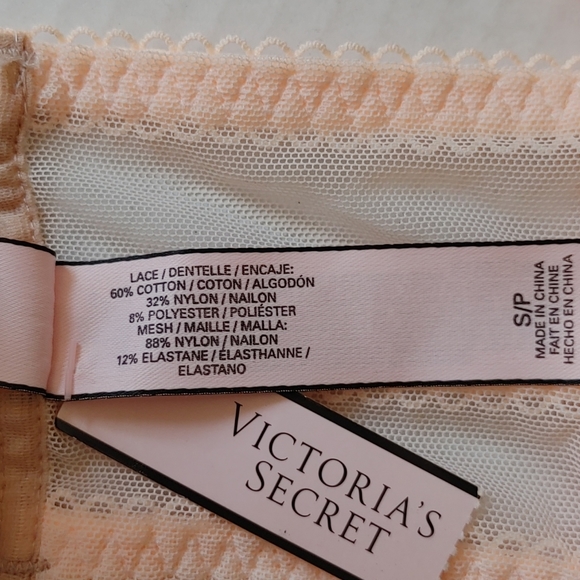 LACE / DENTELLE / ENCAJE:
60% COTTON / COTON / ALGODÓN
32% NYLON / NAILON
8% POLYESTER / POLIÉSTER
MESH / MAILLE / MALLA:
88% NYLON / NAILON
12% ELASTANE / ÉLASTHANNE /
ELASTANO
S/P
MADE IN CHINA
FAIT EN CHINE
HECHO EN CHINA
VICTORIA'S
SECRET